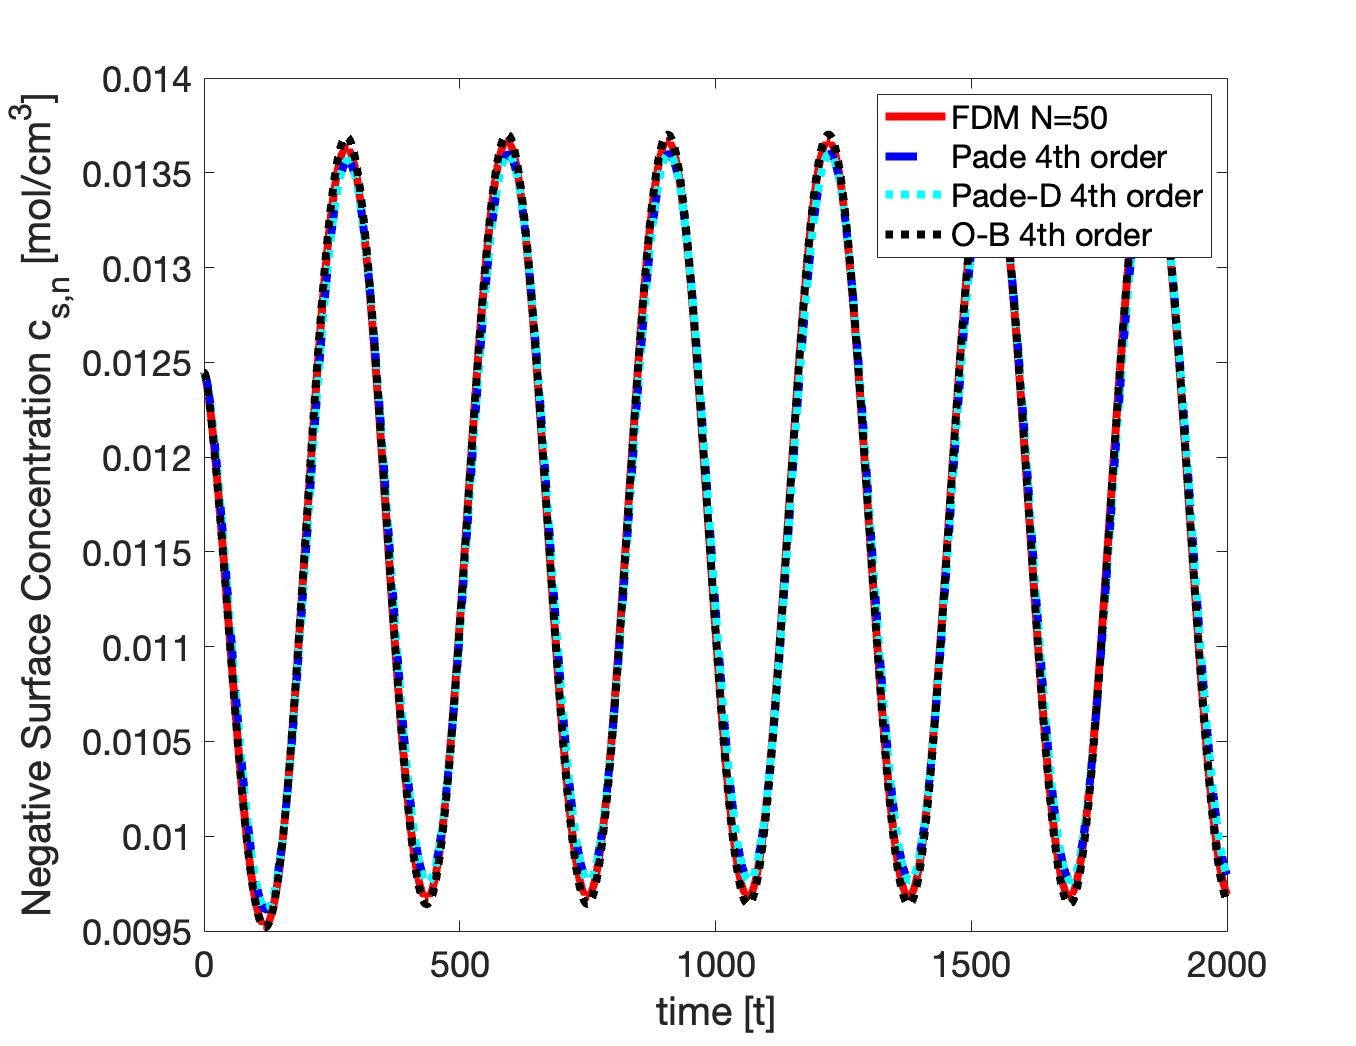 Negative Surface Concentration c_s,n [mol/cm^3]
0.014
0.0135
0.013
0.0125
0.012
0.0115
0.011
0.0105
0.01
0.0095
FDM N=50
Pade 4th order
Pade-D 4th order
O-B 4th order
0
500
1000
1500
2000
time [t]